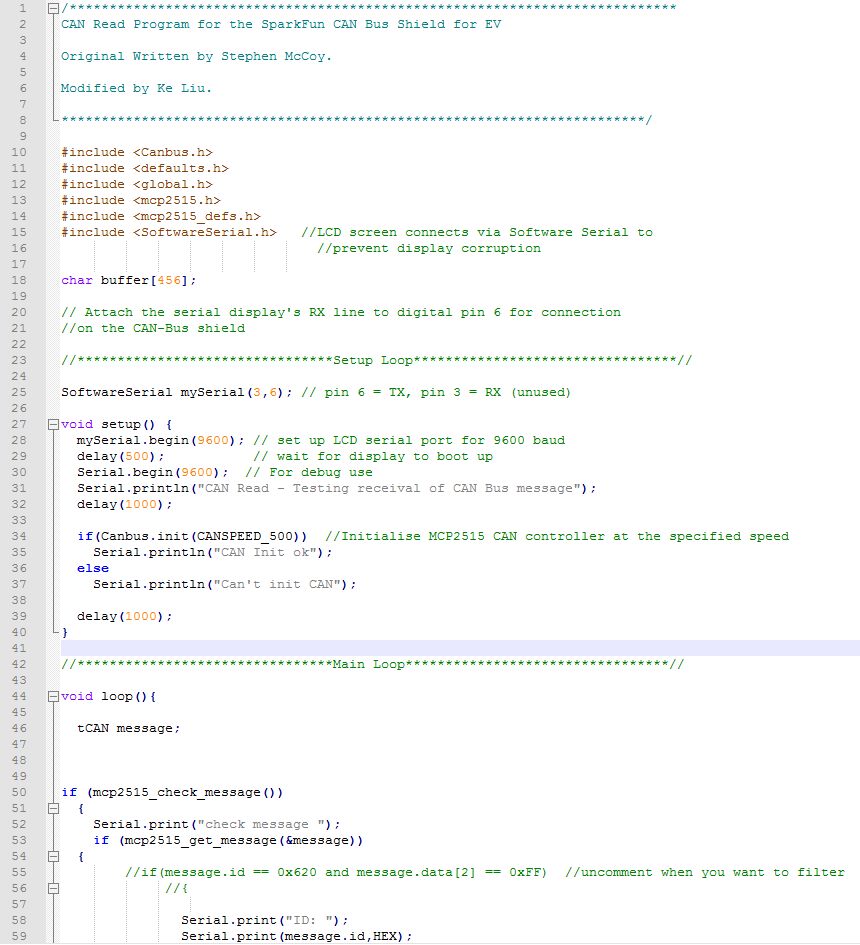 1 /****************************************************************************
2 CAN Read Program for the SparkFun CAN Bus Shield for EV
3
4 Original Written by Stephen McCoy.
5
6 Modified by Ke Liu.
7
8 *************************************************************************/
9
10 #include <Canbus.h>
11 #include <defaults.h>
12 #include <global.h>
13 #include <mcp2515.h>
14 #include <mcp2515_defs.h>
15 #include <SoftwareSerial.h>   //LCD screen connects via Software Serial to
16                                 //prevent display corruption
17
18 char buffer[456];
19
20 // Attach the serial display's RX line to digital pin 6 for connection
21 //on the CAN-Bus shield
22
23 //********************************Setup Loop*********************************//
24
25 SoftwareSerial mySerial(3,6); // pin 6 = TX, pin 3 = RX (unused)
26
27 void setup() {
28   mySerial.begin(9600); // set up LCD serial port for 9600 baud
29   delay(500);           // wait for display to boot up
30   Serial.begin(9600);  // For debug use
31   Serial.println("CAN Read - Testing receival of CAN Bus message");
32   delay(1000);
33
34   if(Canbus.init(CANSPEED_500))  //Initialise MCP2515 CAN controller at the specified speed
35     Serial.println("CAN Init ok");
36   else
37     Serial.println("Can't init CAN");
38
39   delay(1000);
40 }
41
42 //********************************Main Loop*********************************//
43
44 void loop(){
45
46   tCAN message;
47
48
49
50 if (mcp2515_check_message())
51   {
52     Serial.print("check message ");
53     if (mcp2515_get_message(&message))
54   {
55         //if(message.id == 0x620 and message.data[2] == 0xFF)  //uncomment when you want to filter
56              //{
57
58                Serial.print("ID: ");
59                Serial.print(message.id,HEX);